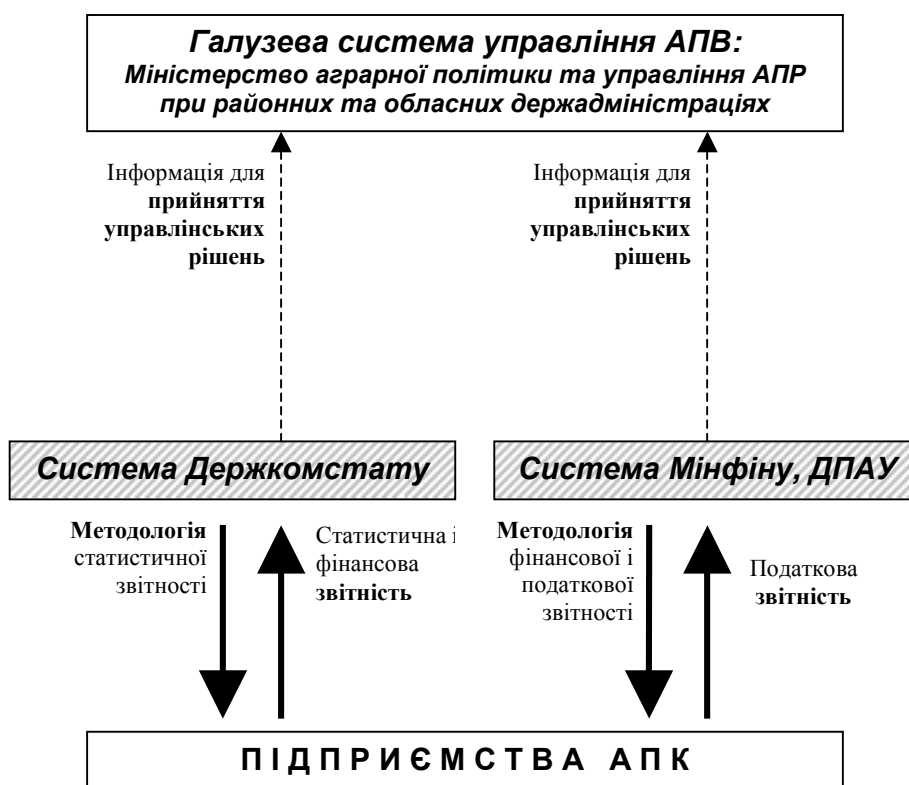 Галузева система управління АПВ:
Міністерство аграрної політики та управління АПР
при районних та обласних держадміністраціях
Інформація для
прийняття
управлінських
рішень
Інформація для
прийняття
управлінських
рішень
Система Держкомстату
Система Мінфіну, ДПАУ
Методологія
статистичної
звітності
Статистична і
фінансова
звітність
Методологія
фінансової і
податкової
звітності
Податкова
звітність
ПІДПРИЄМСТВА АПК